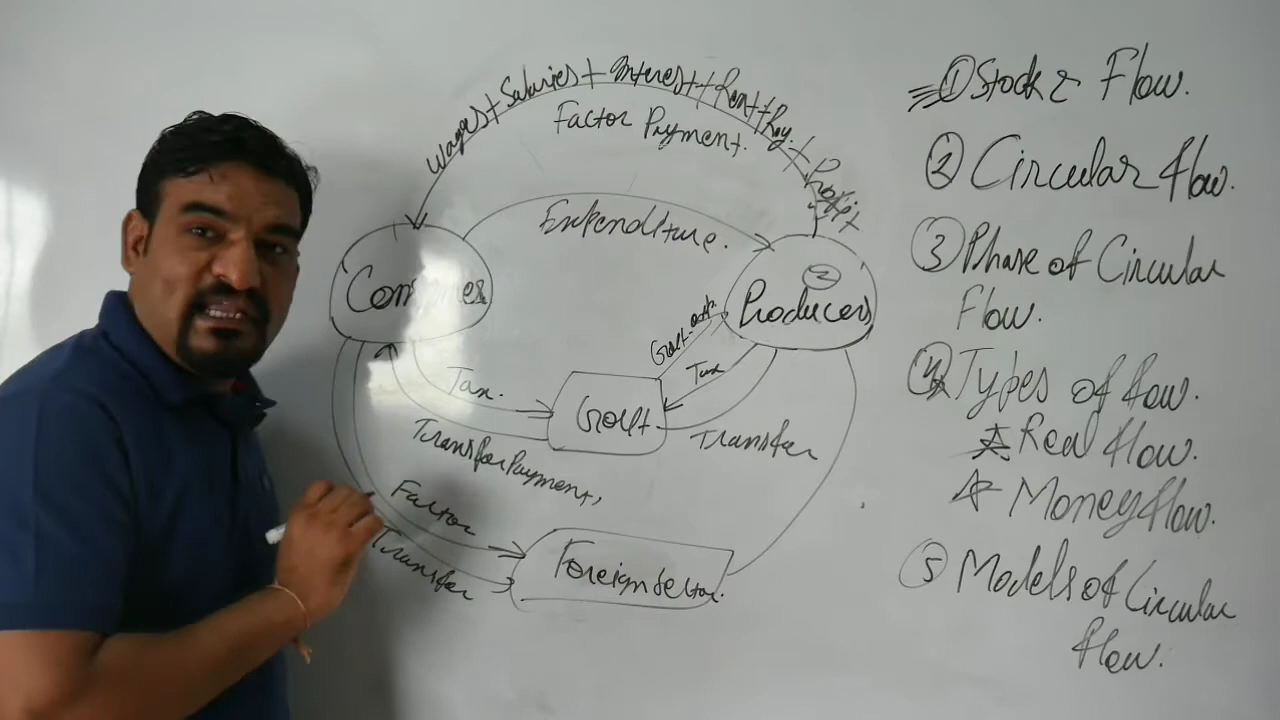 Wages + Salaries + Interest + Rent + Roy. + Profit
Factor Payment.
Expenditure.
Consumer
2
Producers
Tax.
Tax
Govt
Transfer Payment,
Transfer
Factor
Transfer
Foreign Sector.
① Stock & Flow.
② Circular flow.
③ Phase of Circular
Flow.
④ Types of flow.
Real flow.
Money flow.
⑤ Models of Circular
flow.